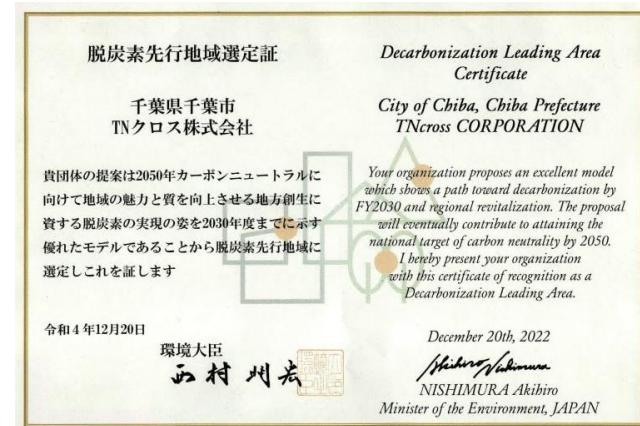 脱炭素先行地域選定証
千葉県千葉市
TNクロス株式会社
貴団体の提案は2050年カーボンニュートラルに
向けて地域の魅力と質を向上させる地方創生に
資する脱炭素の実現の姿を2030年度までに示す
優れたモデルであることから脱炭素先行地域に
選定しこれを証します
令和4年12月20日
環境大臣
西村明宏
Decarbonization Leading Area
Certificate
City of Chiba, Chiba Prefecture
TNcross CORPORATION
Your organization proposes an excellent model
which shows a path toward decarbonization by
FY2030 and regional revitalization. The proposal
will eventually contribute to attaining the
national target of carbon neutrality by 2050.
I hereby present your organization
with this certificate of recognition as a
Decarbonization Leading Area.
December 20th, 2022
Akihiro Nishimura
NISHIMURA Akihiro
Minister of the Environment, JAPAN